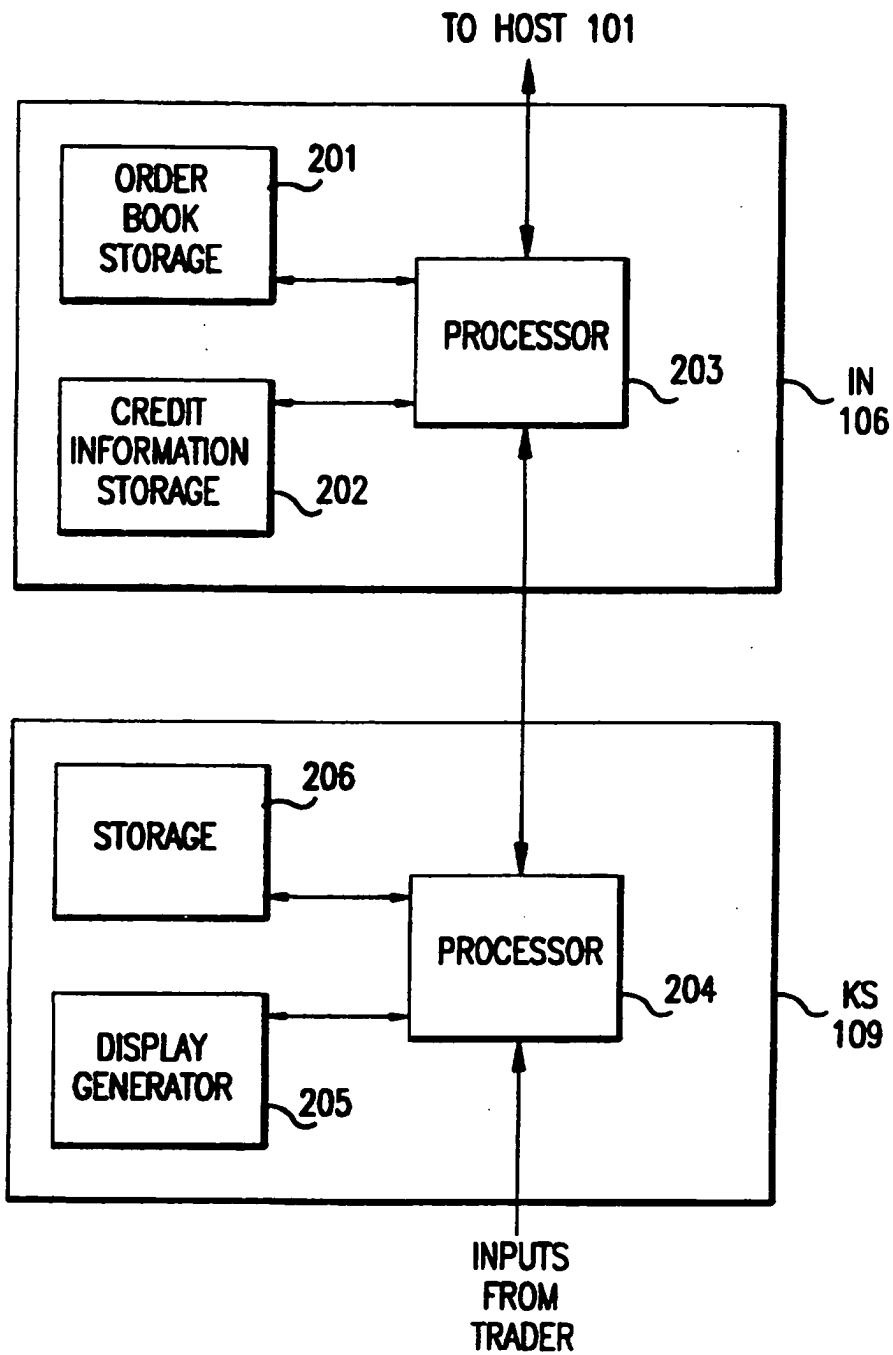 TO HOST 101
ORDER
BOOK
STORAGE
201
PROCESSOR
203
CREDIT
INFORMATION
STORAGE
202
IN
106
STORAGE
206
PROCESSOR
204
DISPLAY
GENERATOR
205
KS
109
INPUTS
FROM
TRADER